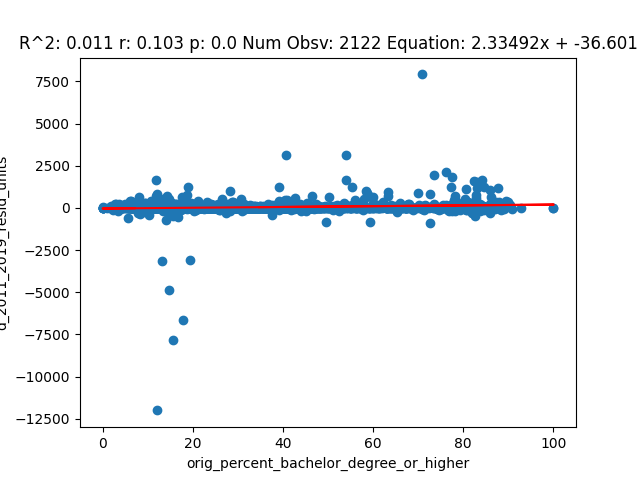 R^2: 0.011 r: 0.103 p: 0.0 Num Obsv: 2122 Equation: 2.33492x + -36.601
7500
5000
2500
0
−2500
−5000
−7500
−10000
−12500
d_2011_2019_resid_units
0 20 40 60 80 100
orig_percent_bachelor_degree_or_higher